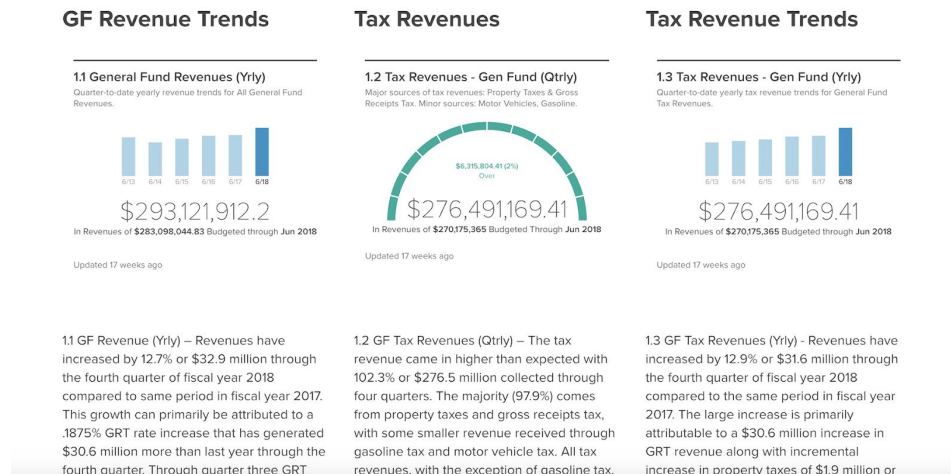 GF Revenue Trends
1.1 General Fund Revenues (Yrly)
Quarter-to-date yearly revenue trends for All General Fund
Revenues.
6/13 6/14 6/15 6/16 6/17 6/18
$293,121,912.2
In Revenues of $283,098,044.83 Budgeted through Jun 2018
Updated 17 weeks ago
1.1 GF Revenue (Yrly) – Revenues have
increased by 12.7% or $32.9 million through
the fourth quarter of fiscal year 2018
compared to same period in fiscal year 2017.
This growth can primarily be attributed to a
.1875% GRT rate increase that has generated
$30.6 million more than last year through the
fourth quarter. Through quarter three GRT
Tax Revenues
1.2 Tax Revenues - Gen Fund (Qtrly)
Major sources of tax revenues: Property Taxes & Gross
Receipts Tax. Minor sources: Motor Vehicles, Gasoline.
$6,315,804.41 (2%)
Over
$276,491,169.41
In Revenues of $270,175,365 Budgeted Through Jun 2018
Updated 17 weeks ago
1.2 GF Tax Revenues (Qtrly) – The tax
revenue came in higher than expected with
102.3% or $276.5 million collected through
four quarters. The majority (97.9%) comes
from property taxes and gross receipts tax,
with some smaller revenue received through
gasoline tax and motor vehicle tax. All tax
revenues, with the exception of gasoline tax,
Tax Revenue Trends
1.3 Tax Revenues - Gen Fund (Yrly)
Quarter-to-date yearly tax revenue trends for General Fund
Tax Revenues.
6/13 6/14 6/15 6/16 6/17 6/18
$276,491,169.41
In Revenues of $270,175,365 Budgeted through Jun 2018
Updated 17 weeks ago
1.3 GF Tax Revenues (Yrly) - Revenues have
increased by 12.9% or $31.6 million through
the fourth quarter of fiscal year 2018
compared to the same period in fiscal year
2017. The large increase is primarily
attributable to a $30.6 million increase in
GRT revenue along with incremental
increase in property taxes of $1.9 million or